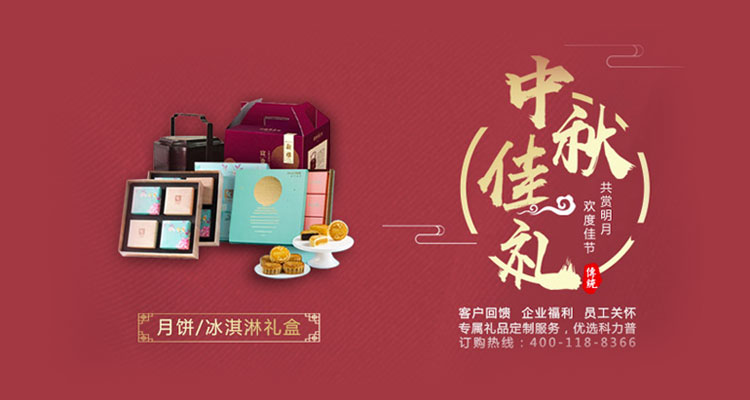 中秋佳礼
共赏明月
欢度佳节
傳統
客户回馈 企业福利 员工关怀
专属礼品定制服务，优选科力普
订购热线：400-118-8366
月饼/冰淇淋礼盒